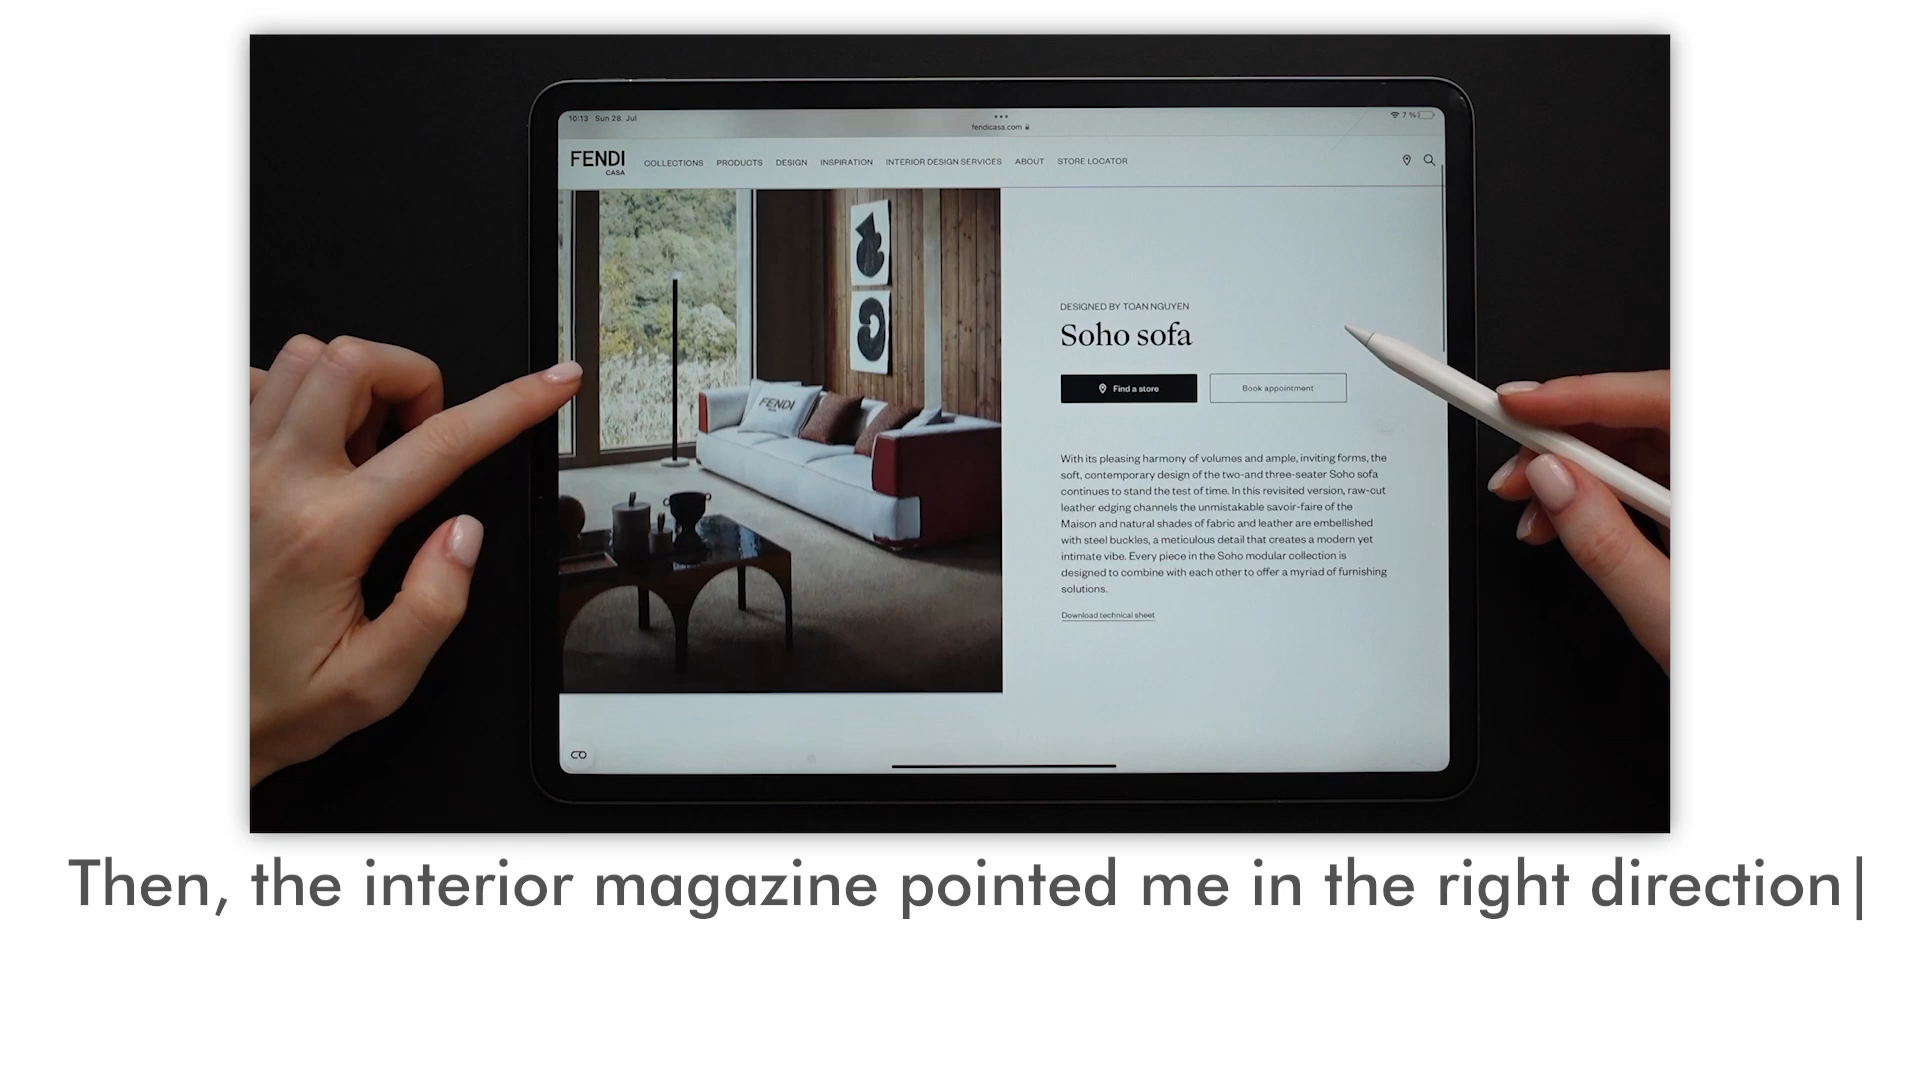 10:13 Sun 28. Jul
fendicasa.com
7 %
FENDI
CASA
COLLECTIONS PRODUCTS DESIGN INSPIRATION INTERIOR DESIGN SERVICES ABOUT STORE LOCATOR
FENDI
DESIGNED BY TOAN NGUYEN
Soho sofa
Find a store
Book appointment
With its pleasing harmony of volumes and ample, inviting forms, the
soft, contemporary design of the two-and three-seater Soho sofa
continues to stand the test of time. In this revisited version, raw-cut
leather edging channels the unmistakable savoir-faire of the
Maison and natural shades of fabric and leather are embellished
with steel buckles, a meticulous detail that creates a modern yet
intimate vibe. Every piece in the Soho modular collection is
designed to combine with each other to offer a myriad of furnishing
solutions.
Download technical sheet
Then, the interior magazine pointed me in the right direction|